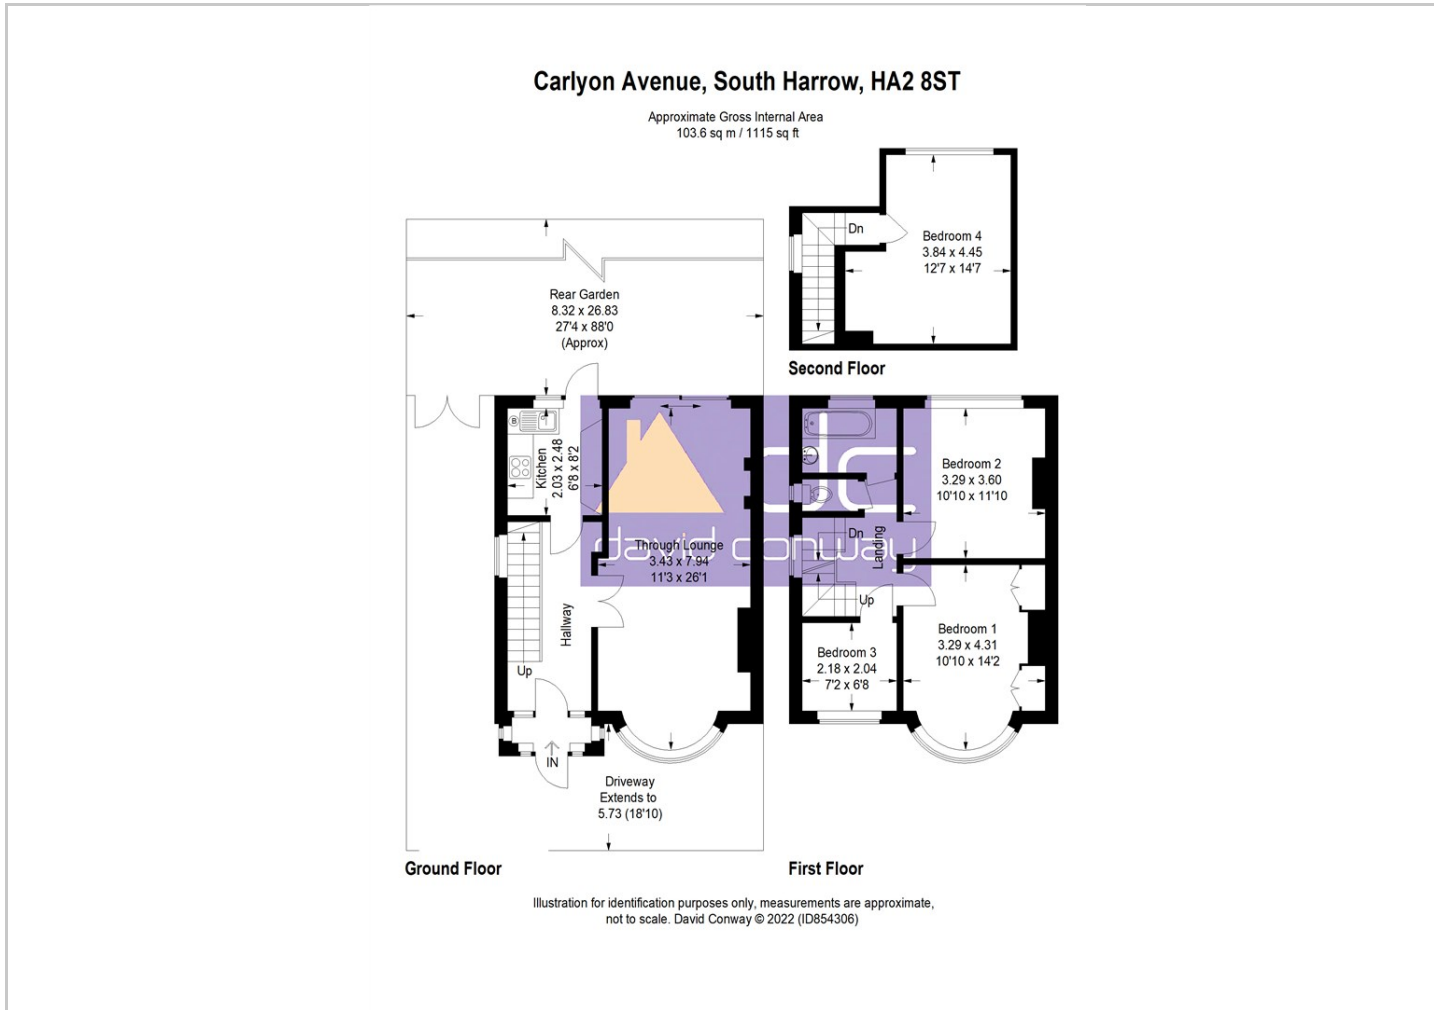 Carlyon Avenue, South Harrow, HA2 8ST
Approximate Gross Internal Area
103.6 sq m / 1115 sq ft
Dn
Bedroom 4
3.84 x 4.45
12'7 x 14'7
Second Floor
Rear Garden
8.32 x 26.83
27'4 x 88'0
(Approx)
B
Kitchen
2.03 x 2.48
6'8 x 8'2
dc
david conway
Through Lounge
3.43 x 7.94
11'3 x 26'1
Hallway
Up
IN
Driveway
Extends to
5.73 (18'10)
Ground Floor
Bedroom 2
3.29 x 3.60
10'10 x 11'10
Dn
Landing
Up
Bedroom 1
3.29 x 4.31
10'10 x 14'2
Bedroom 3
2.18 x 2.04
7'2 x 6'8
First Floor
Illustration for identification purposes only, measurements are approximate,
not to scale. David Conway © 2022 (ID854306)